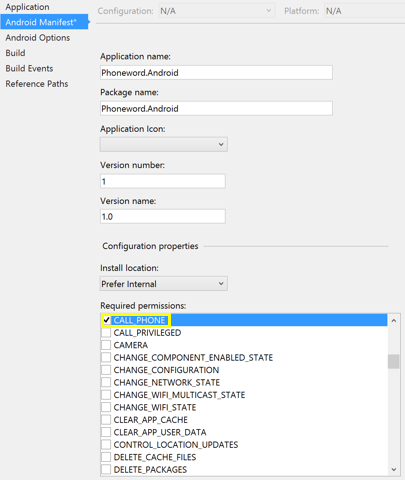 Application
Configuration: N/A Platform: N/A
Android Manifest*
Android Options
Build
Build Events
Reference Paths
Application name:
Phoneword.Android
Package name:
Phoneword.Android
Application Icon:
Version number:
1
Version name:
1.0
Configuration properties
Install location:
Prefer Internal
Required permissions:
CALL_PHONE
CALL_PRIVILEGED
CAMERA
CHANGE_COMPONENT_ENABLED_STATE
CHANGE_CONFIGURATION
CHANGE_NETWORK_STATE
CHANGE_WIFI_MULTICAST_STATE
CHANGE_WIFI_STATE
CLEAR_APP_CACHE
CLEAR_APP_USER_DATA
CONTROL_LOCATION_UPDATES
DELETE_CACHE_FILES
DELETE_PACKAGES